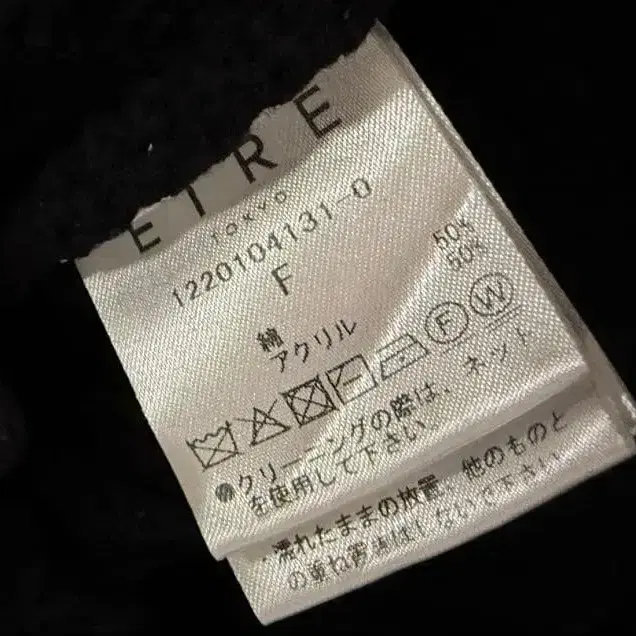 ETRE
TOKYO
1220104131-0
F
綿 50%
アクリル 50%
F W
●クリーニングの際は、ネット
を使用して下さい。
・濡れたままの放置、他のものと
の重ね置きはしないで下さい。